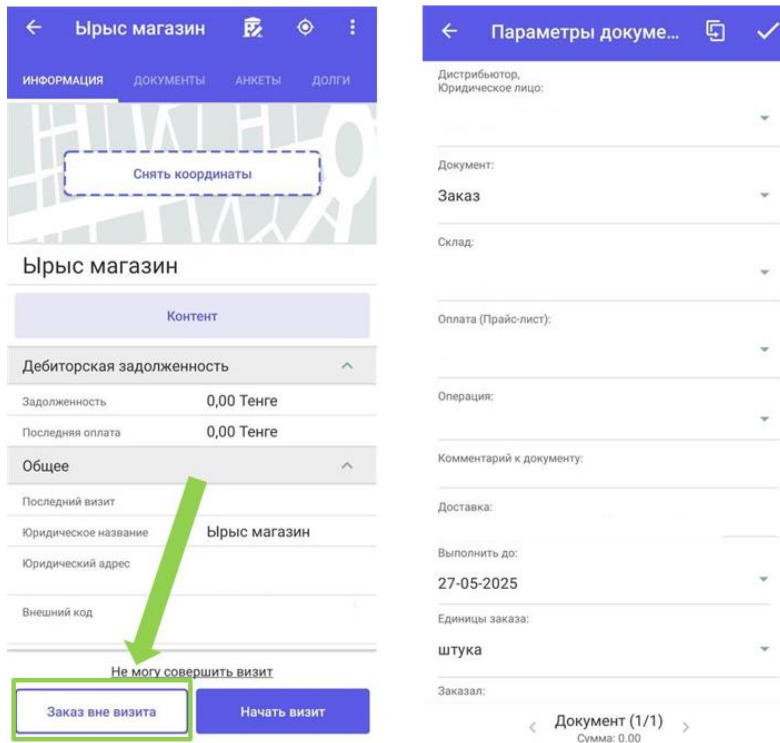 Ырыс магазин
ИНФОРМАЦИЯ ДОКУМЕНТЫ АНКЕТЫ ДОЛГИ
Снять координаты
Ырыс магазин
Контент
Дебиторская задолженность
Задолженность 0,00 Тенге
Последняя оплата 0,00 Тенге
Общее
Последний визит
Юридическое название Ырыс магазин
Юридический адрес
Внешний код
Не могу совершить визит
Заказ вне визита Начать визит
Параметры докуме...
Дистрибьютор,
Юридическое лицо:
Документ:
Заказ
Склад:
Оплата (Прайс-лист):
Операция:
Комментарий к документу:
Доставка:
Выполнить до:
27-05-2025
Единицы заказа:
штука
Заказал:
Документ (1/1)
Сумма: 0.00